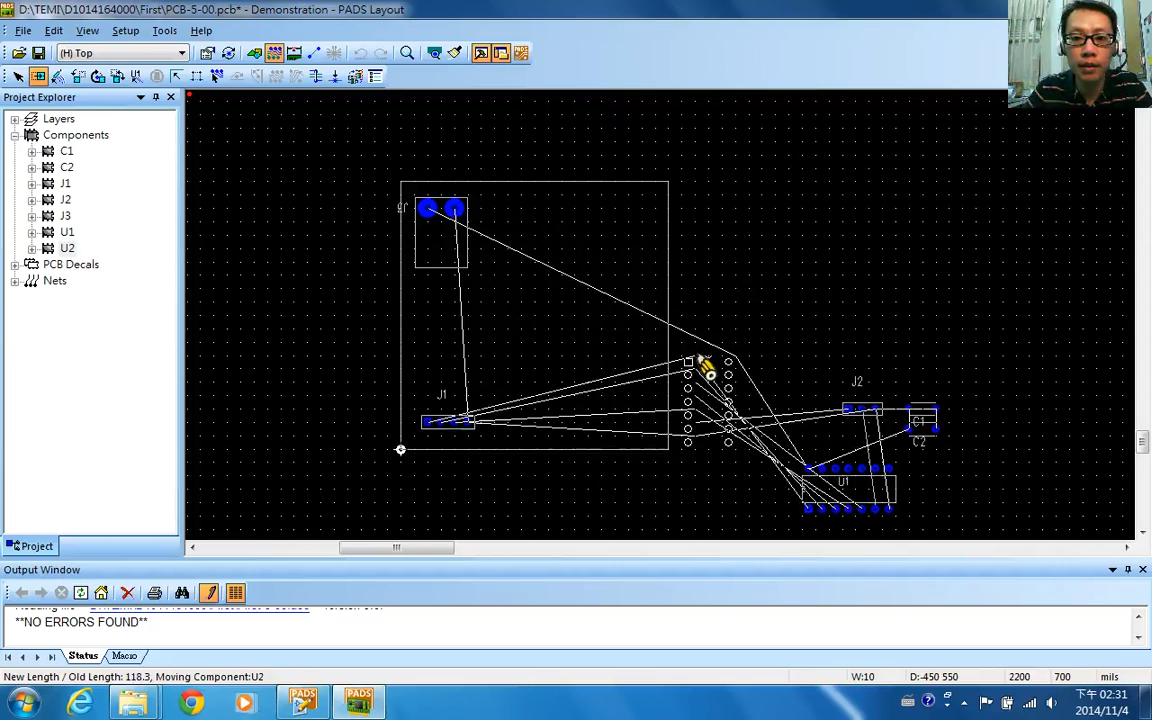 D:\TEMI\D1014164000\First\PCB-5-00.pcb* - Demonstration - PADS Layout
File Edit View Setup Tools Help
(H) Top
Project Explorer
Layers
Components
C1
C2
J1
J2
J3
U1
U2
PCB Decals
Nets
Project
J1
J2
C1
C2
U1
Output Window
**NO ERRORS FOUND**
Status Macro
New Length / Old Length: 118.3, Moving Component:U2 W:10 D:-450 550 2200 700 mils
下午 02:31
2014/11/4